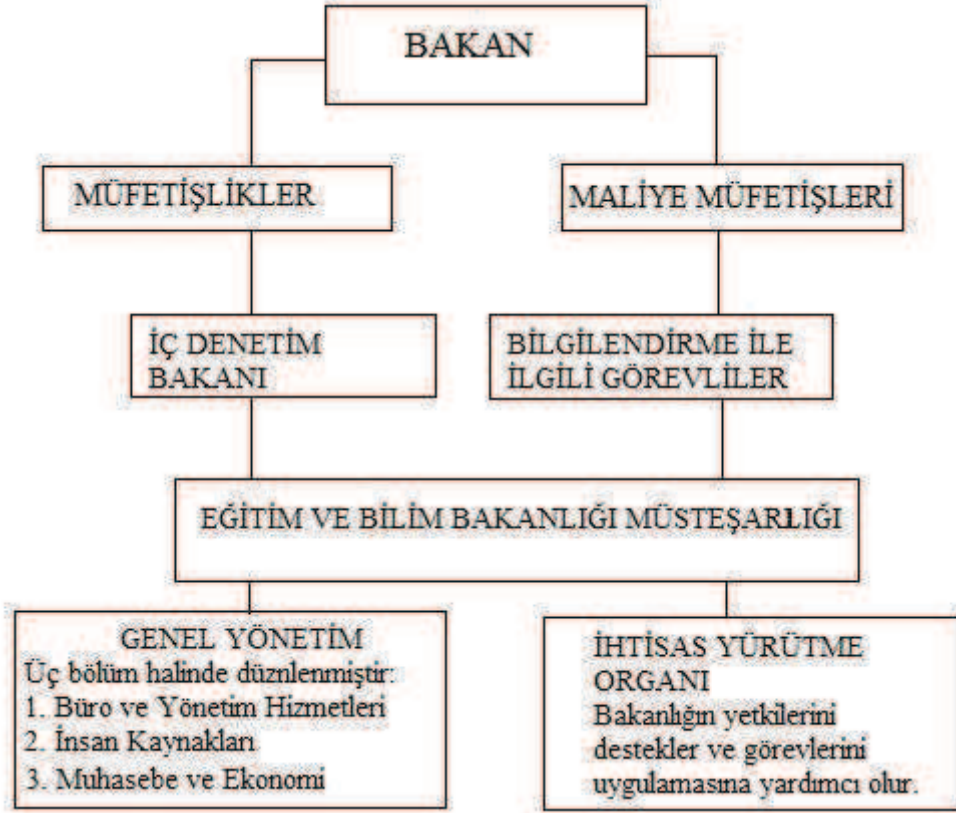 BAKAN
MÜFETİŞLİKLER
MALİYE MÜFETİŞLERİ
İÇ DENETİM
BAKANI
BİLGİLENDİRME İLE
İLGİLİ GÖREVLİLER
EĞİTİM VE BİLİM BAKANLIĞI MÜSTEŞARLIĞI
GENEL YÖNETİM
Üç bölüm halinde düznlenmiştir:
1. Büro ve Yönetim Hizmetleri
2. İnsan Kaynakları
3. Muhasebe ve Ekonomi
İHTİSAS YÜRÜTME
ORGANI
Bakanlığın yetkilerini
destekler ve görevlerini
uygulamasına yardımcı olur.